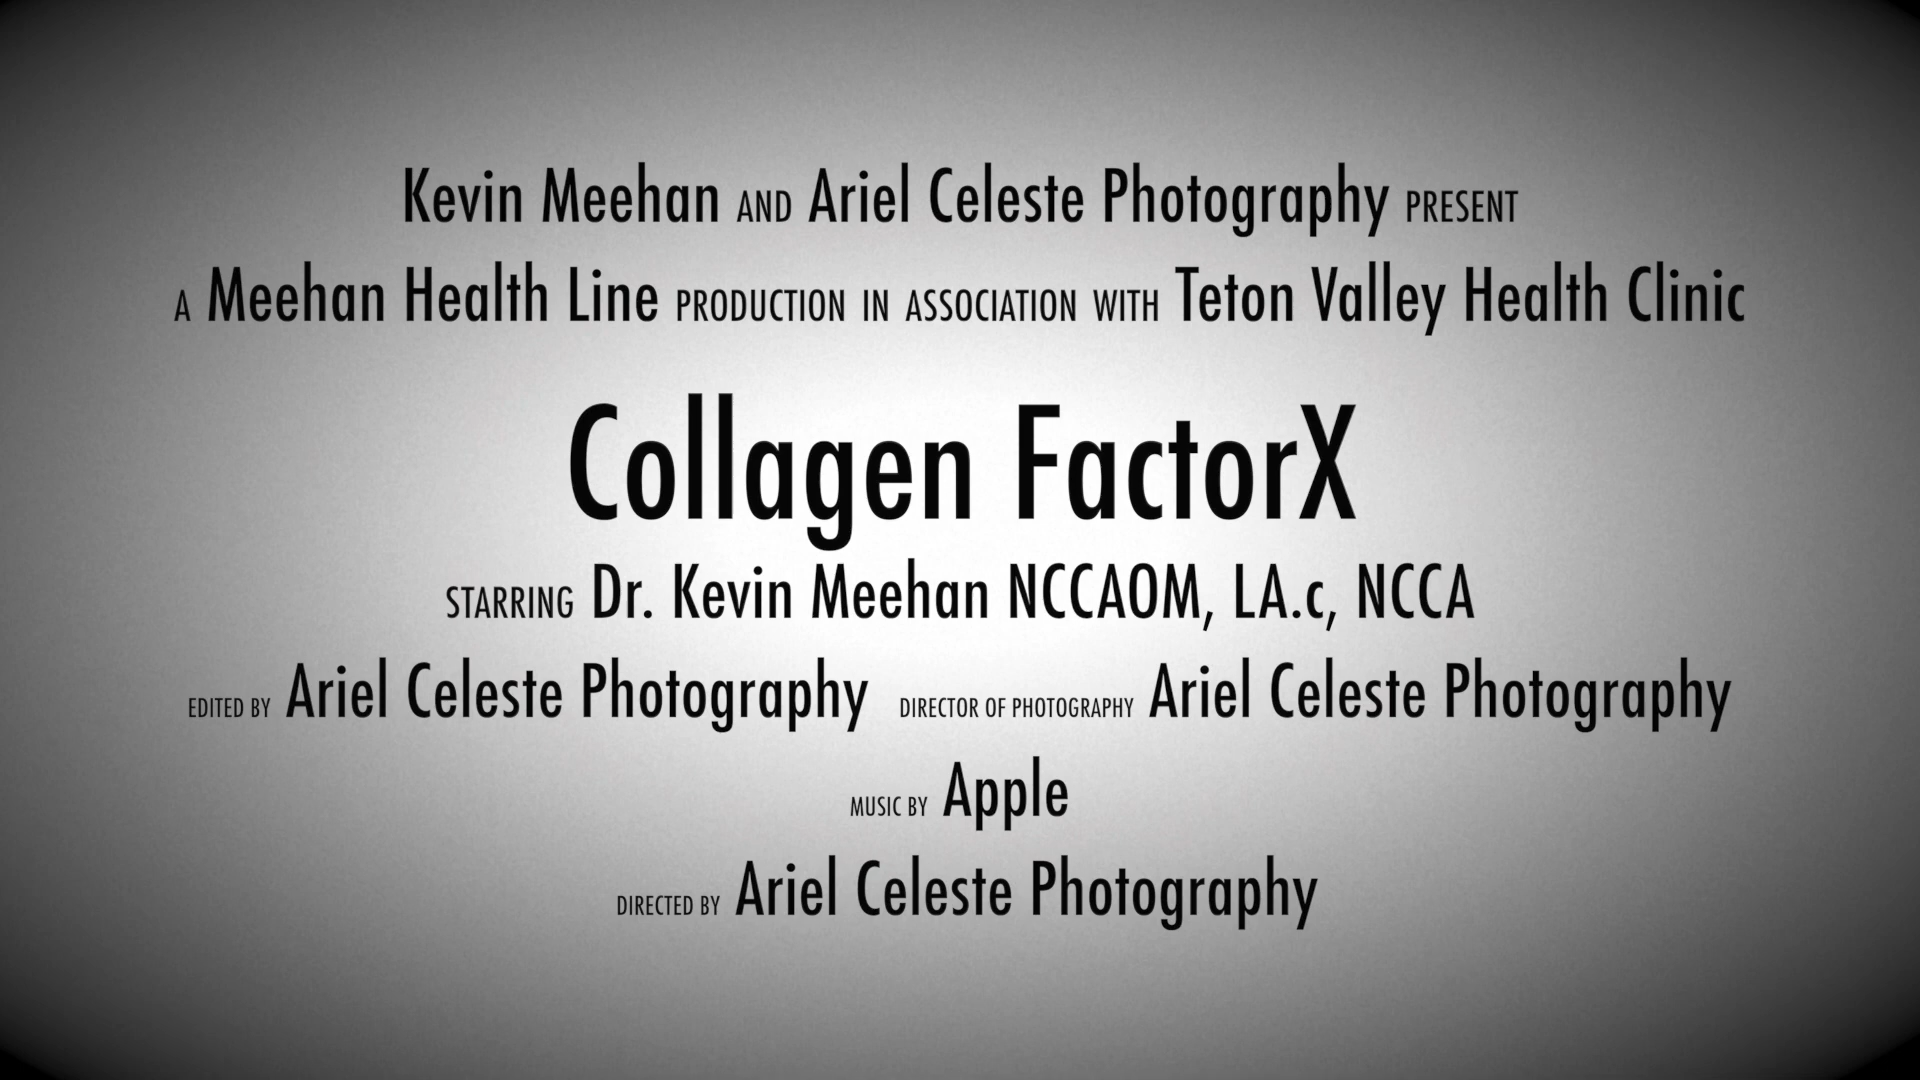 Kevin Meehan AND Ariel Celeste Photography PRESENT
A Meehan Health Line PRODUCTION IN ASSOCIATION WITH Teton Valley Health Clinic
Collagen FactorX
STARRING Dr. Kevin Meehan NCCAOM, LA.c, NCCA
EDITED BY Ariel Celeste Photography DIRECTOR OF PHOTOGRAPHY Ariel Celeste Photography
MUSIC BY Apple
DIRECTED BY Ariel Celeste Photography